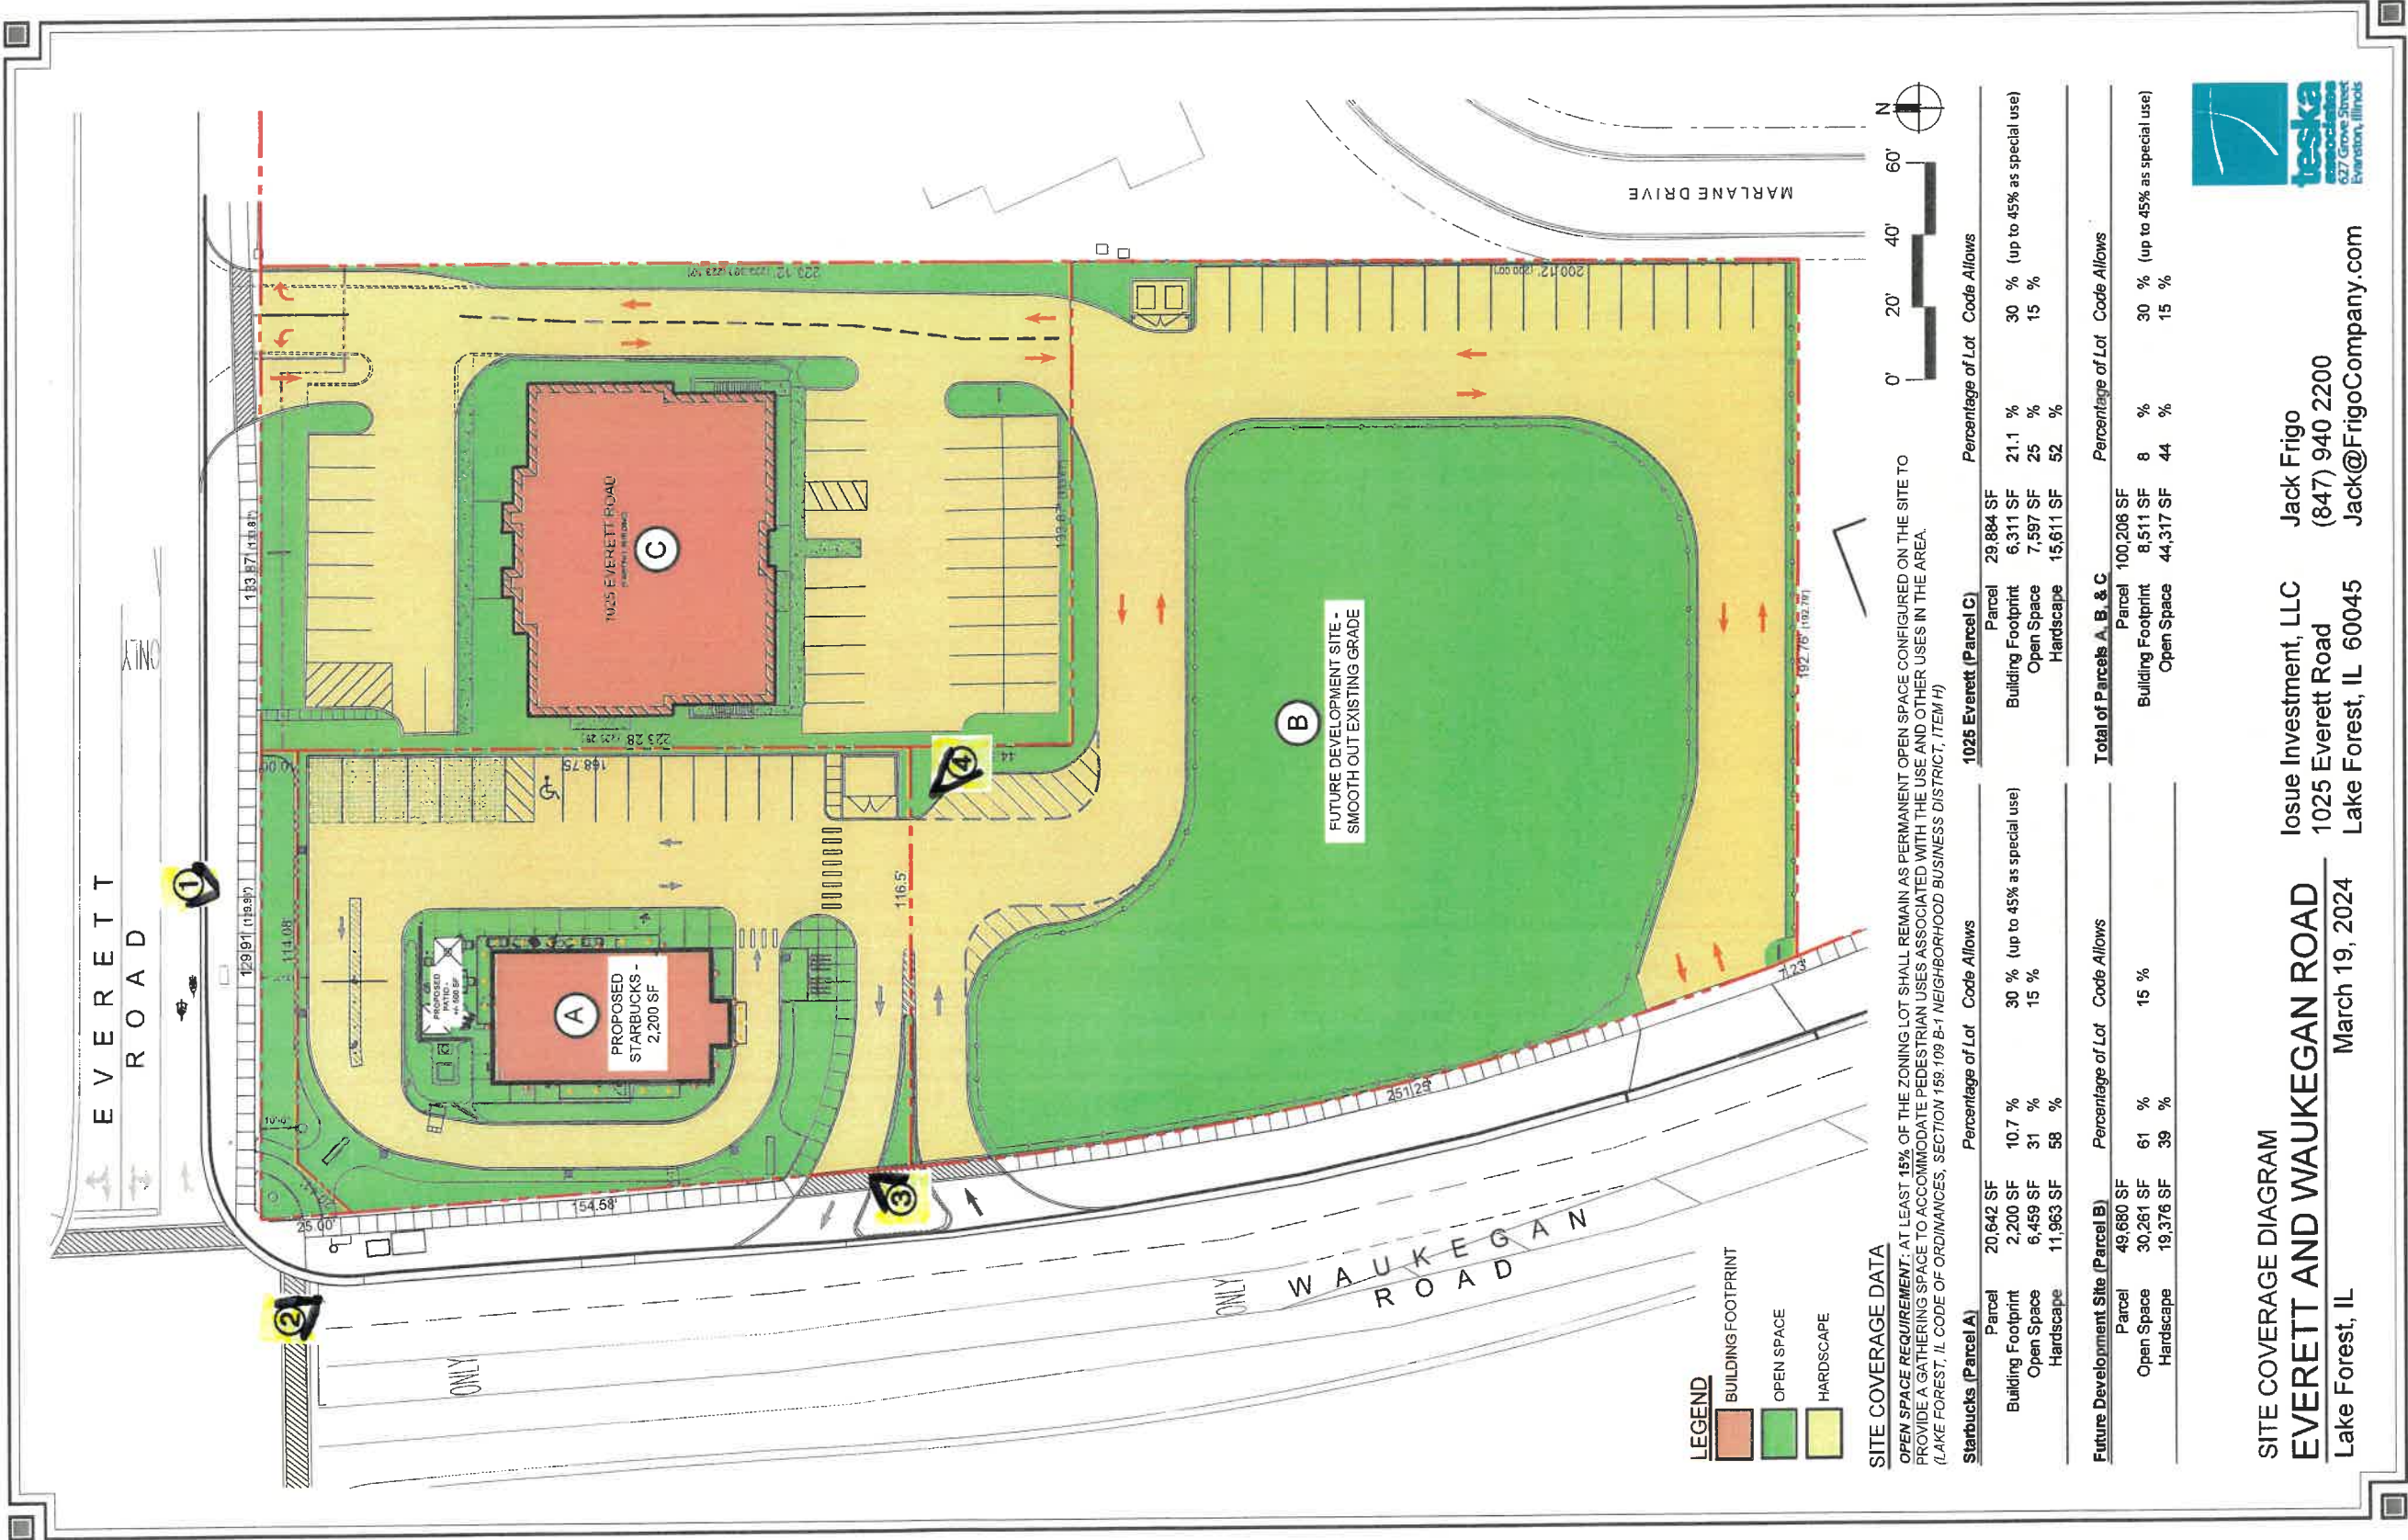 EVERETT
ROAD
ONLY
1
2
3
4
ONLY
ONLY
WAUKEGAN
ROAD
MARLANE DRIVE
129.91'
114.08'
133.87'
10.00'
25.00'
154.58'
168.75'
223.28'
223.12'
200.12'
116.5'
251.25'
7.23'
192.76' (192.79')
A
PROPOSED
STARBUCKS -
2,200 SF
PROPOSED
PATIO -
+/- 500 SF
C
1025 EVERETT ROAD
B
FUTURE DEVELOPMENT SITE -
SMOOTH OUT EXISTING GRADE
N
0' 20' 40' 60'
LEGEND
BUILDING FOOTPRINT
OPEN SPACE
HARDSCAPE
SITE COVERAGE DATA
OPEN SPACE REQUIREMENT: AT LEAST 15% OF THE ZONING LOT SHALL REMAIN AS PERMANENT OPEN SPACE CONFIGURED ON THE SITE TO
PROVIDE A GATHERING SPACE TO ACCOMMODATE PEDESTRIAN USES ASSOCIATED WITH THE USE AND OTHER USES IN THE AREA.
(LAKE FOREST, IL CODE OF ORDINANCES, SECTION 159.109 B-1 NEIGHBORHOOD BUSINESS DISTRICT, ITEM H)
Starbucks (Parcel A) Percentage of Lot Code Allows
Parcel 20,642 SF
Building Footprint 2,200 SF 10.7 % 30 % (up to 45% as special use)
Open Space 6,459 SF 31 % 15 %
Hardscape 11,963 SF 58 %
1025 Everett (Parcel C) Percentage of Lot Code Allows
Parcel 29,884 SF
Building Footprint 6,311 SF 21.1 % 30 % (up to 45% as special use)
Open Space 7,597 SF 25 % 15 %
Hardscape 15,611 SF 52 %
Future Development Site (Parcel B) Percentage of Lot Code Allows
Parcel 49,680 SF
Open Space 30,261 SF 61 % 15 %
Hardscape 19,376 SF 39 %
Total of Parcels A, B, & C Percentage of Lot Code Allows
Parcel 100,206 SF
Building Footprint 8,511 SF 8 % 30 % (up to 45% as special use)
Open Space 44,317 SF 44 % 15 %
SITE COVERAGE DIAGRAM
EVERETT AND WAUKEGAN ROAD
Lake Forest, IL March 19, 2024
Iosue Investment, LLC
1025 Everett Road
Lake Forest, IL 60045
Jack Frigo
(847) 940 2200
Jack@FrigoCompany.com
teska
associates
627 Grove Street
Evanston, Illinois